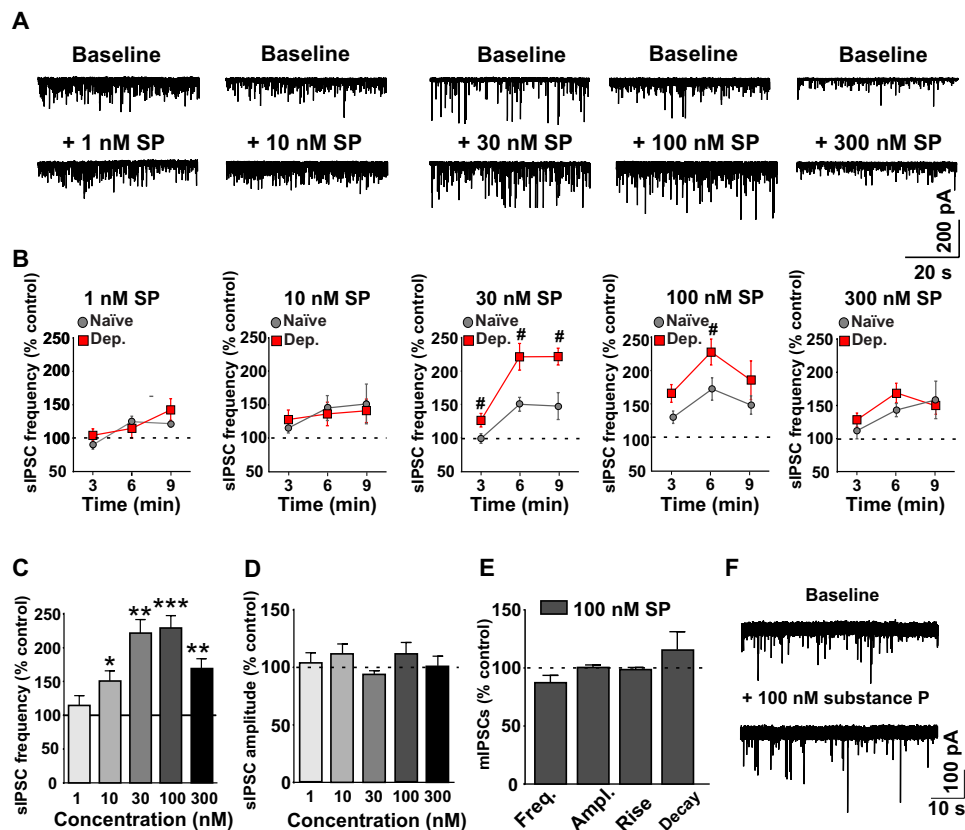 A
Baseline Baseline Baseline Baseline Baseline
+ 1 nM SP + 10 nM SP + 30 nM SP + 100 nM SP + 300 nM SP
200 pA
20 s
B
1 nM SP
Naïve
Dep.
sIPSC frequency (% control)
250
200
150
100
50
3 6 9
Time (min)
10 nM SP
Naïve
Dep.
sIPSC frequency (% control)
250
200
150
100
50
3 6 9
Time (min)
30 nM SP
Naïve
Dep.
sIPSC frequency (% control)
250
200
150
100
50
# # #
3 6 9
Time (min)
100 nM SP
Naïve
Dep.
sIPSC frequency (% control)
250
200
150
100
50
#
3 6 9
Time (min)
300 nM SP
Naïve
Dep.
sIPSC frequency (% control)
250
200
150
100
50
3 6 9
Time (min)
C
sIPSC frequency (% control)
250
200
150
100
50
* ** *** **
1 10 30 100 300
Concentration (nM)
D
sIPSC amplitude (% control)
150
100
50
0
1 10 30 100 300
Concentration (nM)
E
100 nM SP
mIPSCs (% control)
150
100
50
0
Freq. Ampl. Rise Decay
F
Baseline
+ 100 nM substance P
100 pA
10 s